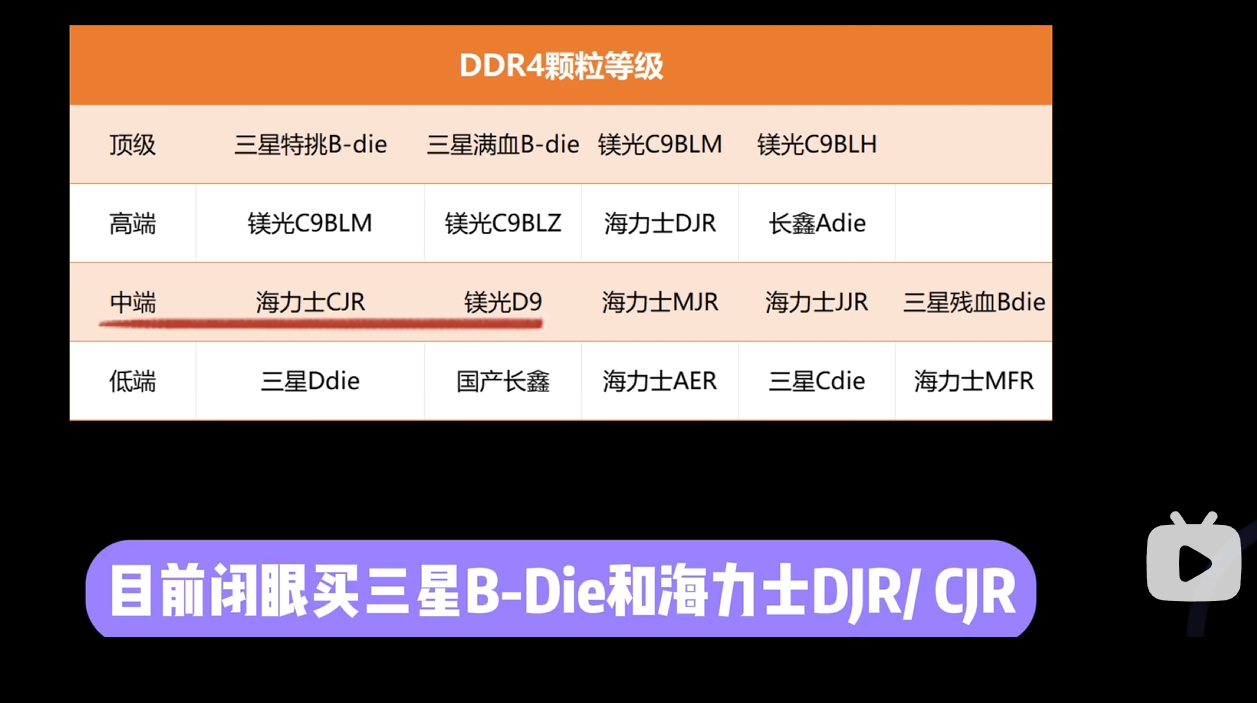 DDR4颗粒等级
顶级 三星特挑B-die 三星满血B-die 镁光C9BLM 镁光C9BLH
高端 镁光C9BLM 镁光C9BLZ 海力士DJR 长鑫Adie
中端 海力士CJR 镁光D9 海力士MJR 海力士JJR 三星残血Bdie
低端 三星Ddie 国产长鑫 海力士AER 三星Cdie 海力士MFR
目前闭眼买三星B-Die和海力士DJR/ CJR